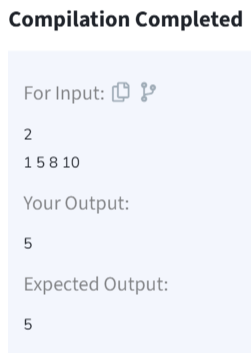 Compilation Completed
For Input:
2
1 5 8 10
Your Output:
5
Expected Output:
5